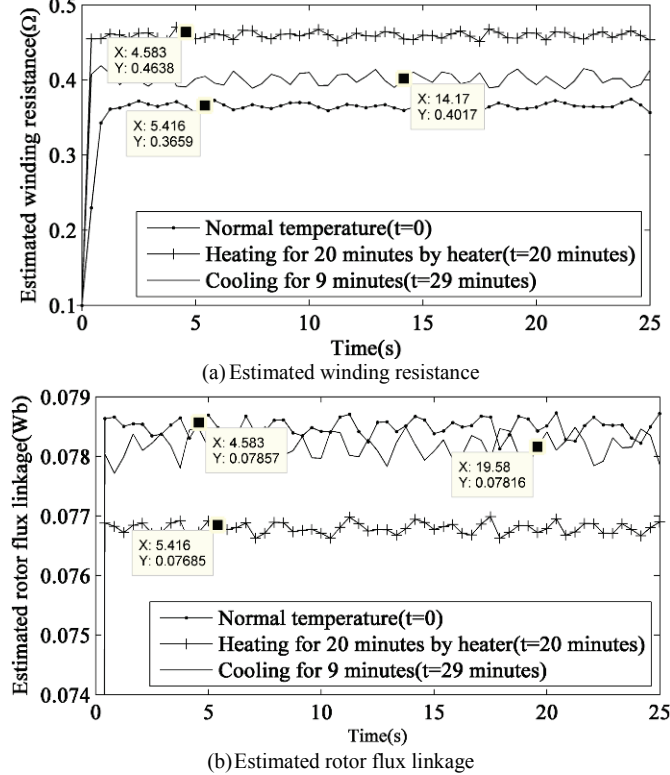 Estimated winding resistance(Ω)
0.5
0.4
0.3
0.2
0.1
X: 4.583
Y: 0.4638
X: 14.17
Y: 0.4017
X: 5.416
Y: 0.3659
Normal temperature(t=0)
Heating for 20 minutes by heater(t=20 minutes)
Cooling for 9 minutes(t=29 minutes)
0 5 10 15 20 25
Time(s)
(a) Estimated winding resistance
Estimated rotor flux linkage(Wb)
0.079
0.078
0.077
0.076
0.075
0.074
X: 4.583
Y: 0.07857
X: 19.58
Y: 0.07816
X: 5.416
Y: 0.07685
Normal temperature(t=0)
Heating for 20 minutes by heater(t=20 minutes)
Cooling for 9 minutes(t=29 minutes)
0 5 10 15 20 25
Time(s)
(b) Estimated rotor flux linkage